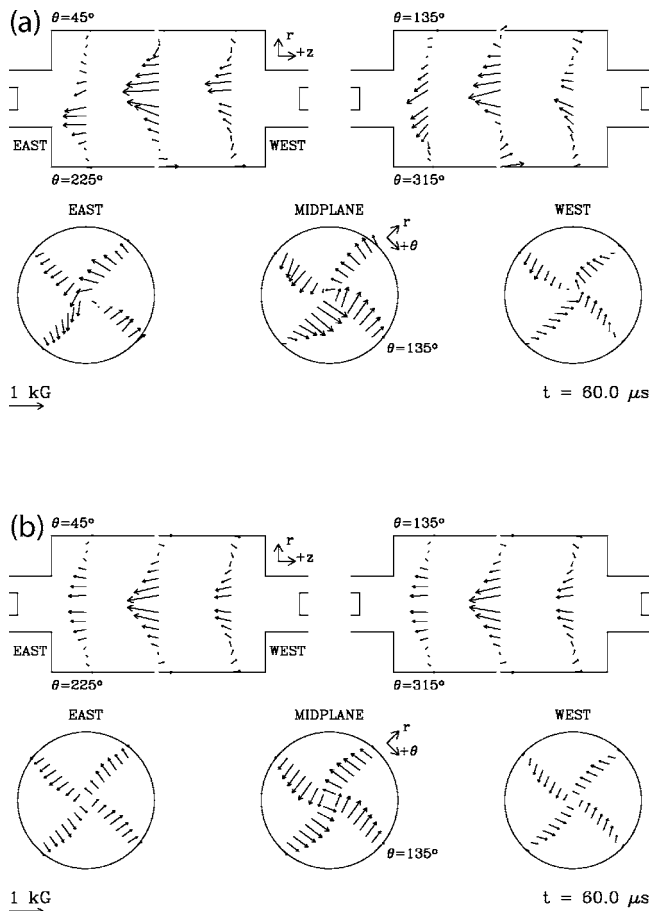 (a)
θ=45° θ=135°
r
+z
EAST WEST
θ=225° θ=315°
EAST MIDPLANE WEST
r
+θ
θ=135°
1 kG t = 60.0 μs
(b)
θ=45° θ=135°
r
+z
EAST WEST
θ=225° θ=315°
EAST MIDPLANE WEST
r
+θ
θ=135°
1 kG t = 60.0 μs